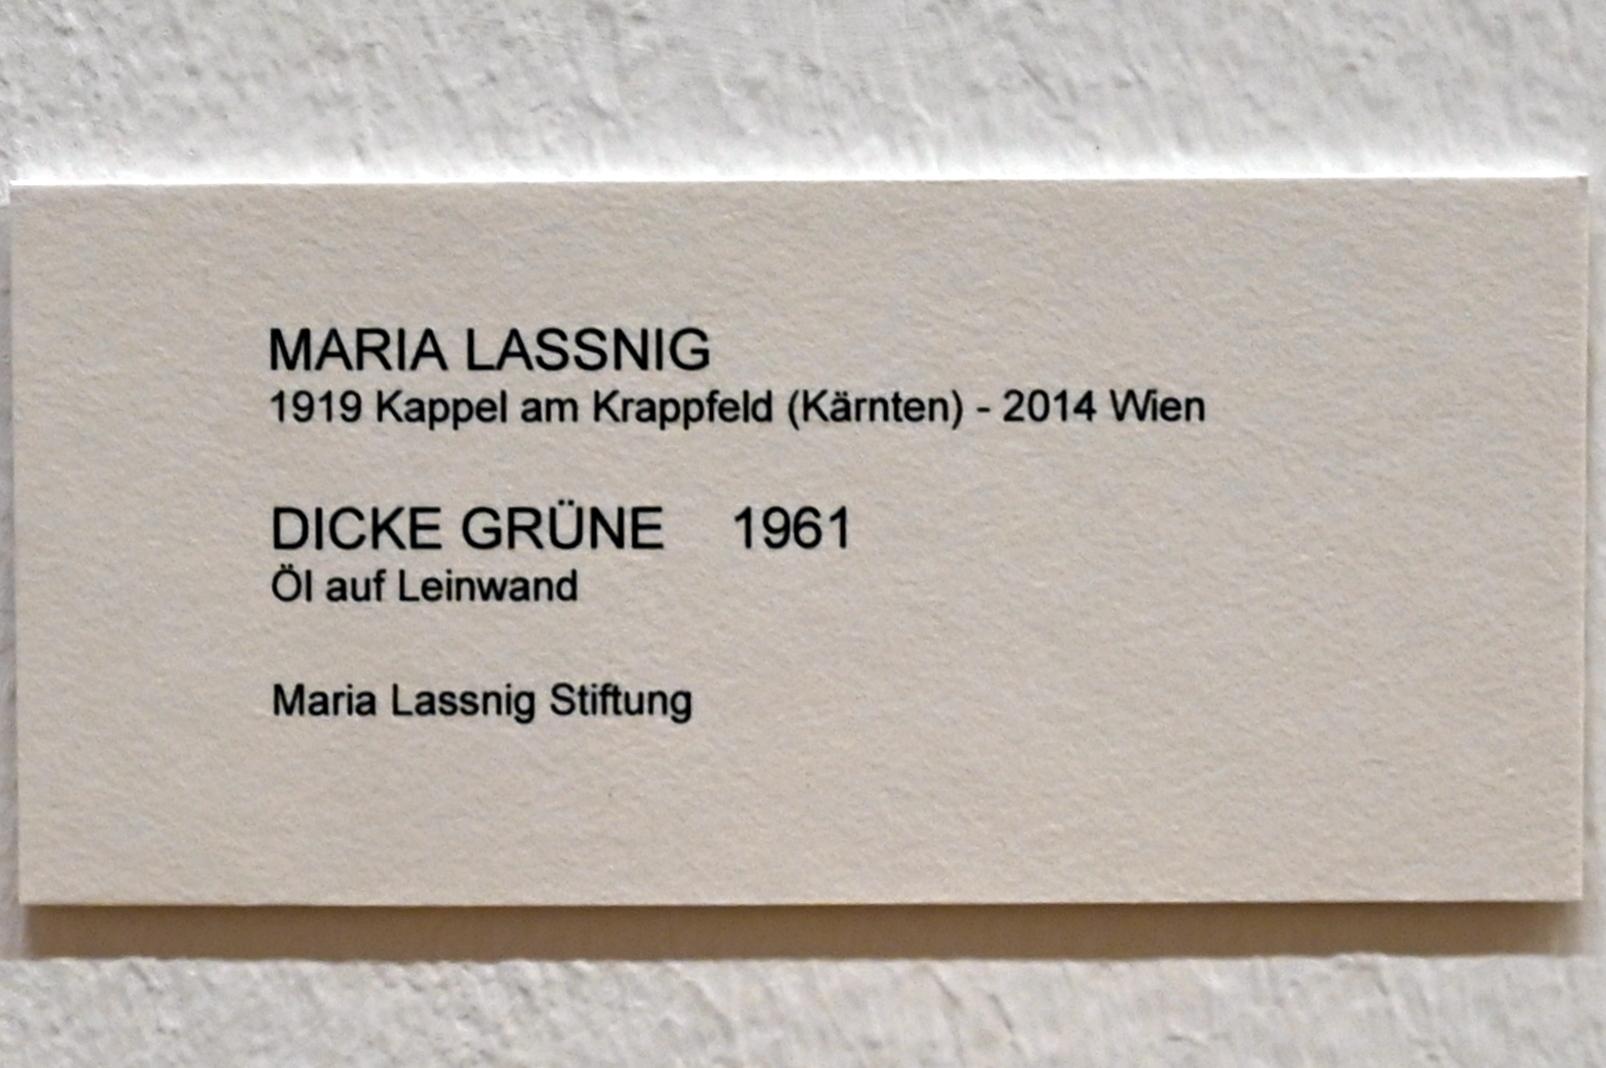 MARIA LASSNIG
1919 Kappel am Krappfeld (Kärnten) - 2014 Wien
DICKE GRÜNE 1961
Öl auf Leinwand
Maria Lassnig Stiftung